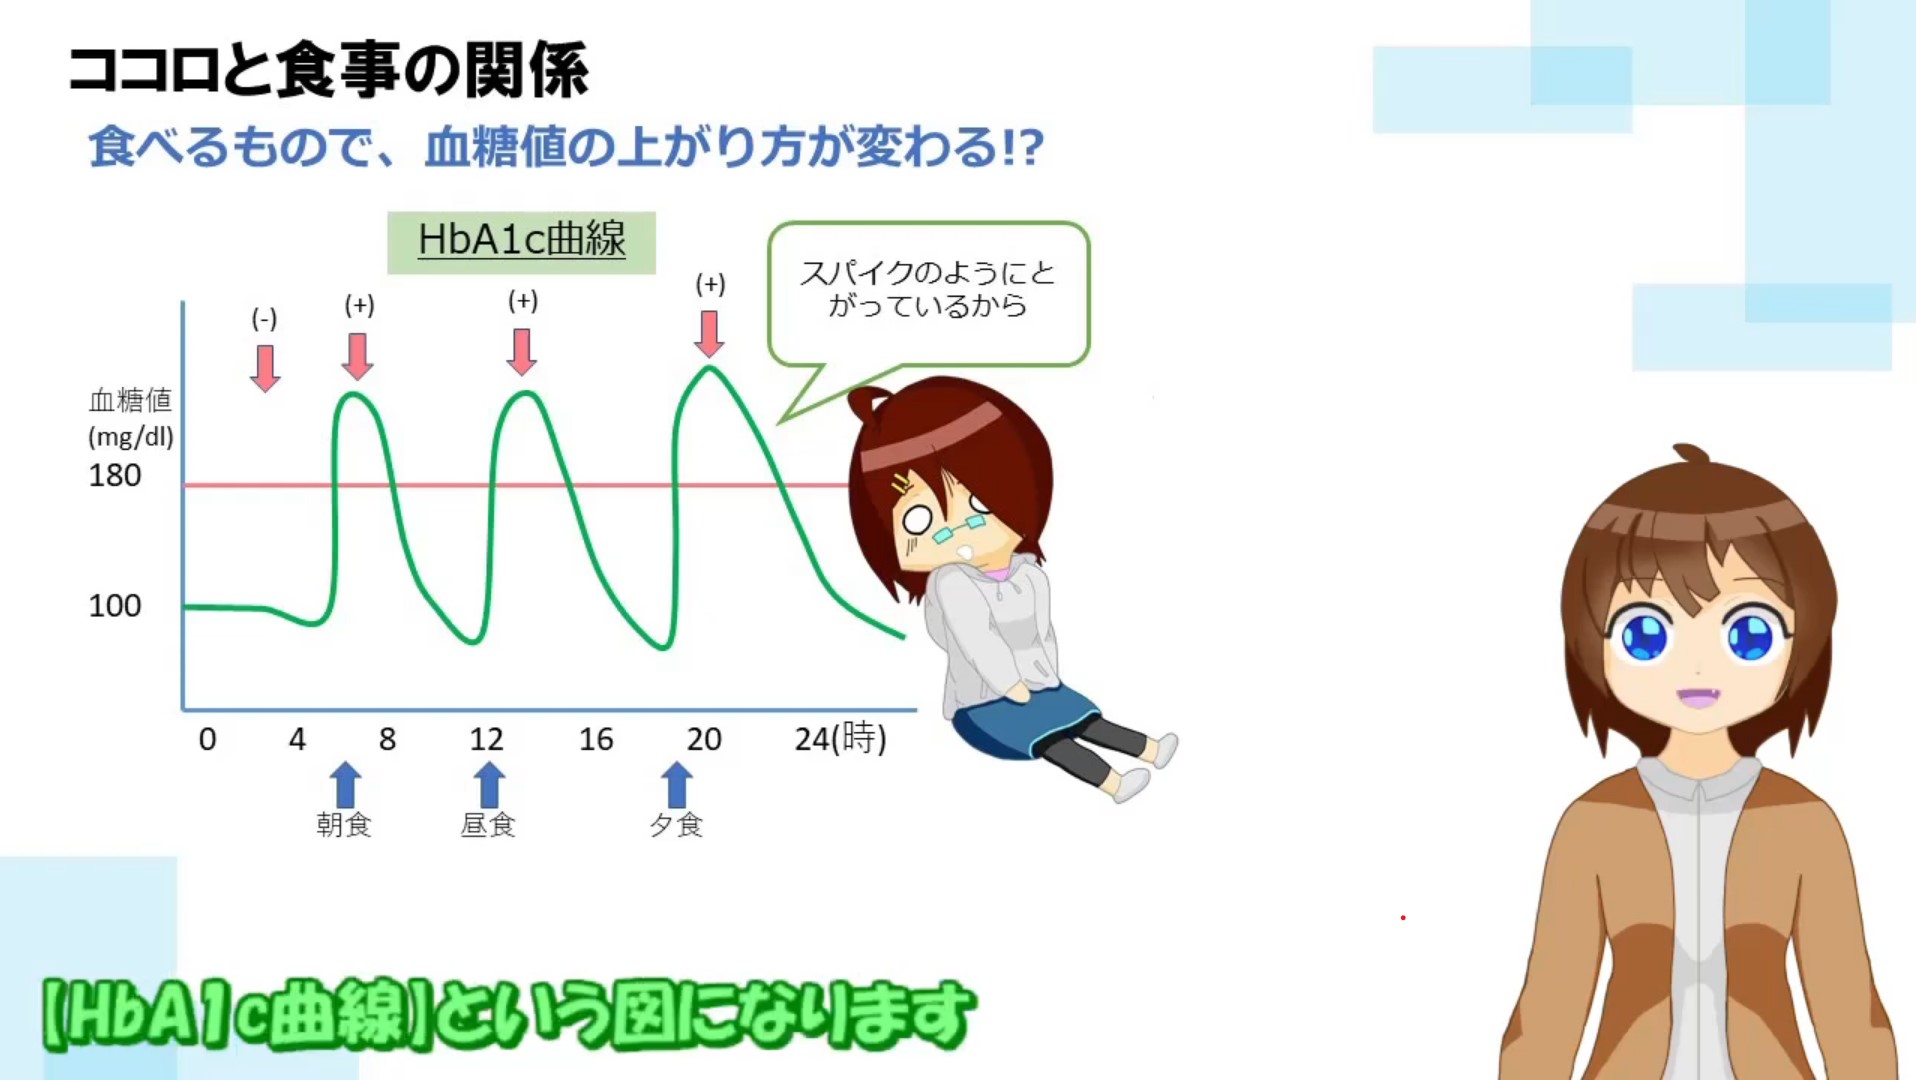 ココロと食事の関係
食べるもので、血糖値の上がり方が変わる!?
HbA1c曲線
スパイクのようにと
がっているから
(-)
(+)
(+)
(+)
血糖値
(mg/dl)
180
100
0 4 8 12 16 20 24(時)
朝食 昼食 夕食
【HbA1c曲線】という図になります